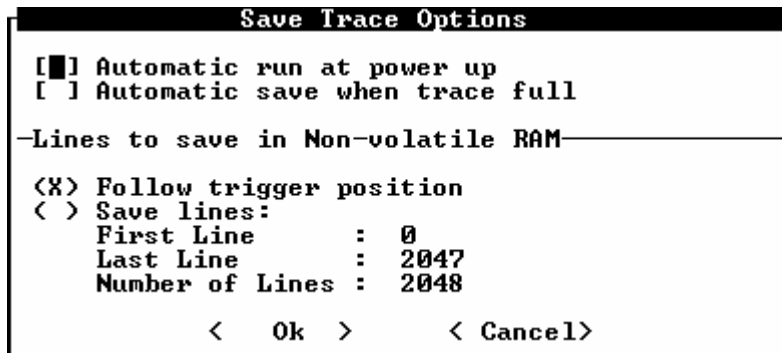 Save Trace Options
[█] Automatic run at power up
[ ] Automatic save when trace full
Lines to save in Non-volatile RAM
(X) Follow trigger position
( ) Save lines:
First Line : 0
Last Line : 2047
Number of Lines : 2048
< Ok > < Cancel>